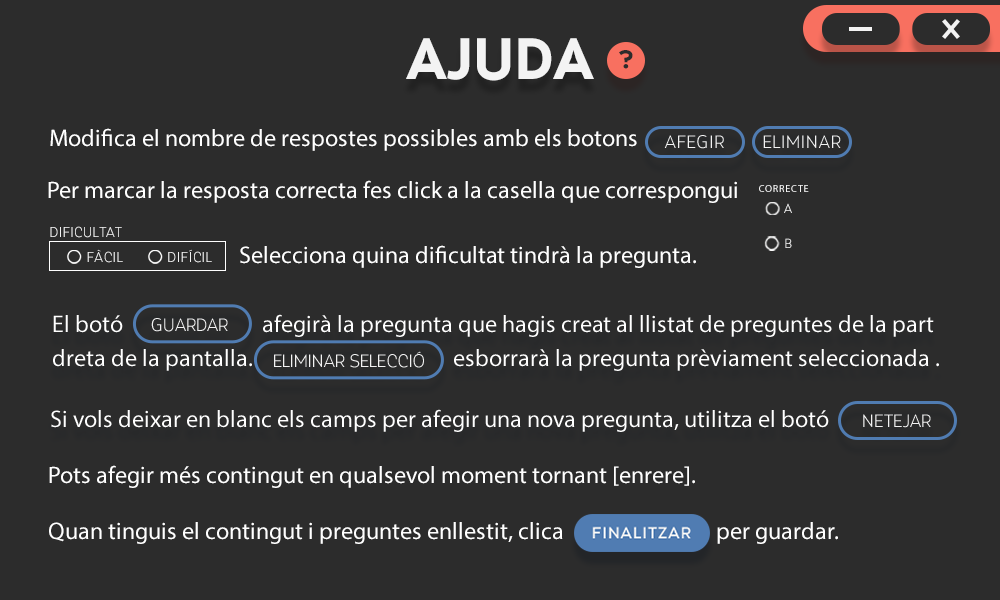 AJUDA ?
Modifica el nombre de respostes possibles amb els botons AFEGIR ELIMINAR
Per marcar la resposta correcta fes click a la casella que correspongui
CORRECTE
A
B
DIFICULTAT
FÀCIL DIFÍCIL Selecciona quina dificultat tindrà la pregunta.
El botó GUARDAR afegirà la pregunta que hagis creat al llistat de preguntes de la part
dreta de la pantalla. ELIMINAR SELECCIÓ esborrarà la pregunta prèviament seleccionada .
Si vols deixar en blanc els camps per afegir una nova pregunta, utilitza el botó NETEJAR
Pots afegir més contingut en qualsevol moment tornant [enrere].
Quan tinguis el contingut i preguntes enllestit, clica FINALITZAR per guardar.